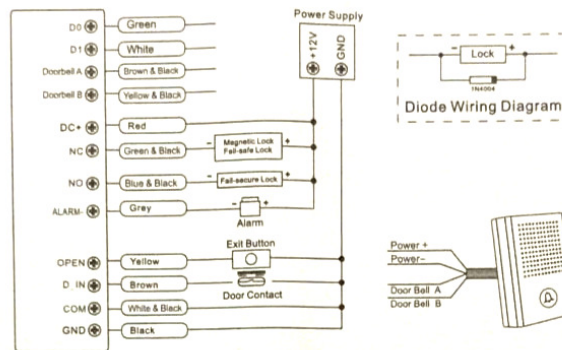 D0 Green
D1 White
Doorbell A Brown & Black
Doorbell B Yellow & Black
DC+ Red
NC Green & Black
NO Blue & Black
ALARM- Grey
OPEN Yellow
D_IN Brown
COM White & Black
GND Black
Power Supply
+12V
GND
- Magnetic Lock +
Fail-safe Lock
- Fail-secure Lock +
- +
Alarm
Exit Button
Door Contact
- Lock +
1N4004
Diode Wiring Diagram
Power +
Power-
Door Bell A
Door Bell B